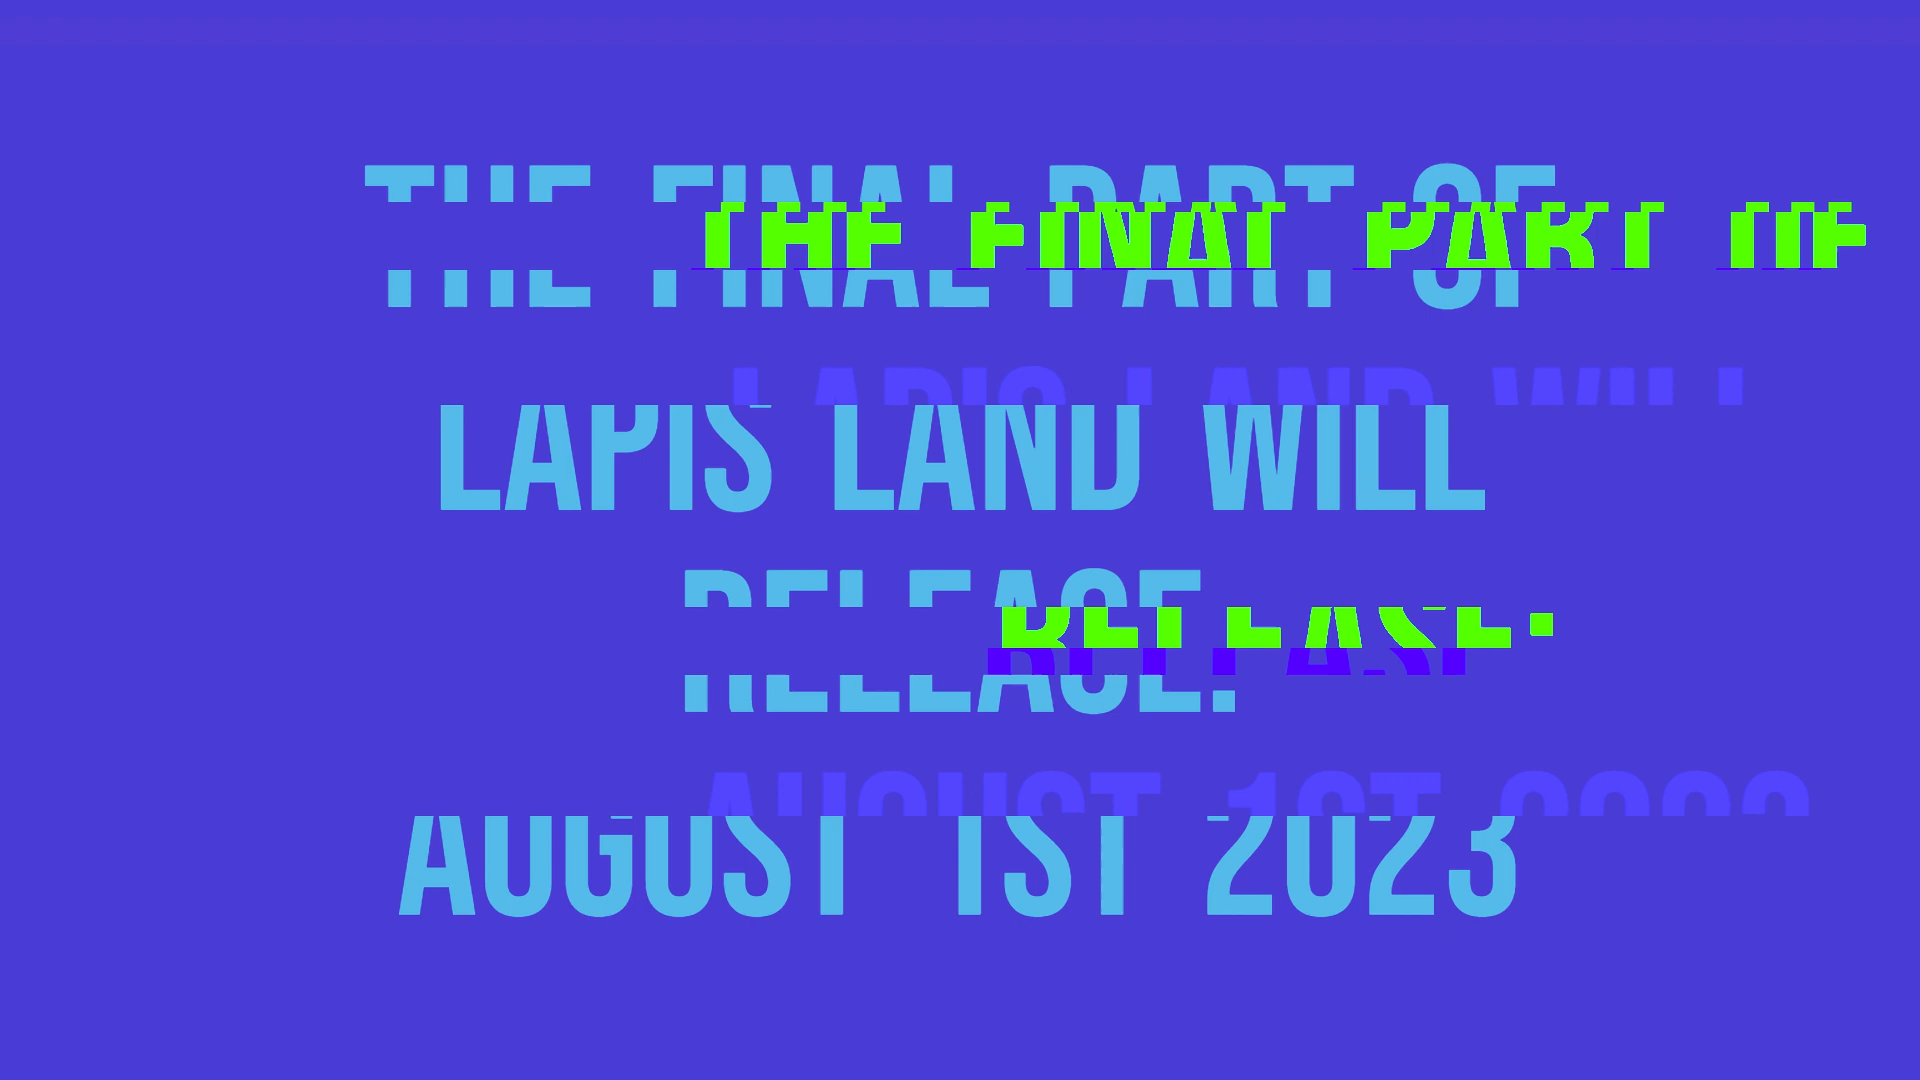 THE FINAL PART OF
LAPIS LAND WILL
RELEASE:
AUGUST 1ST 2023